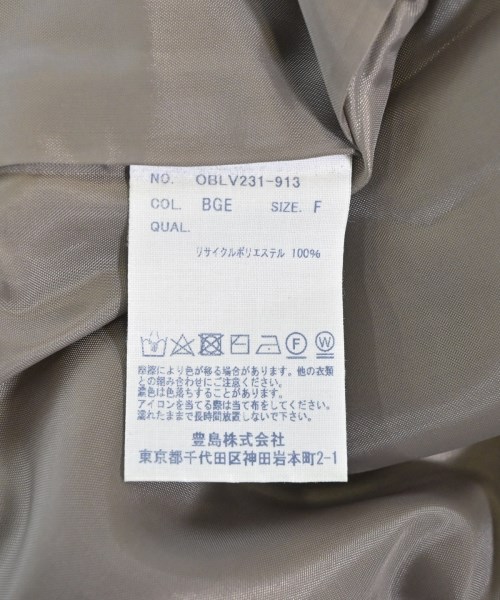 NO. OBLV231-913
COL. BGE SIZE. F
QUAL.
リサイクルポリエステル 100%
摩擦により色が移る場合があります。他の衣類
との組み合わせにご注意ください。
濃色は色落ちすることがあります。
アイロンを当てる際は当て布をしてください。
濡れたままで長時間放置しないで下さい。
豊島株式会社
東京都千代田区神田岩本町2-1